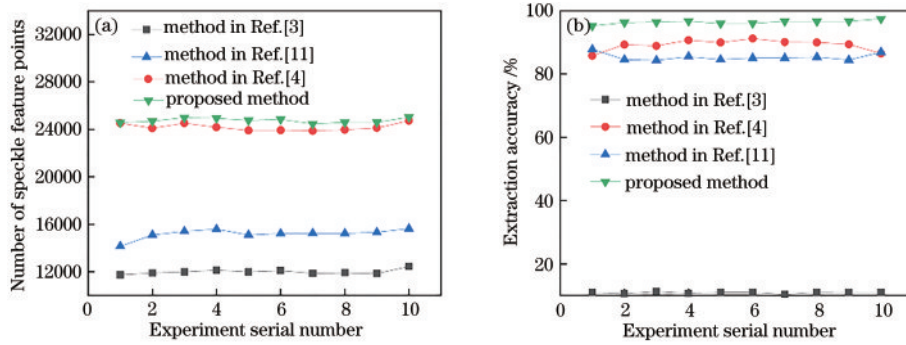 (a)
method in Ref.[3]
method in Ref.[11]
method in Ref.[4]
proposed method
32000
28000
24000
20000
16000
12000
0 2 4 6 8 10
Number of speckle feature points
Experiment serial number
(b)
method in Ref.[3]
method in Ref.[4]
method in Ref.[11]
proposed method
100
80
60
40
20
0 2 4 6 8 10
Extraction accuracy /%
Experiment serial number